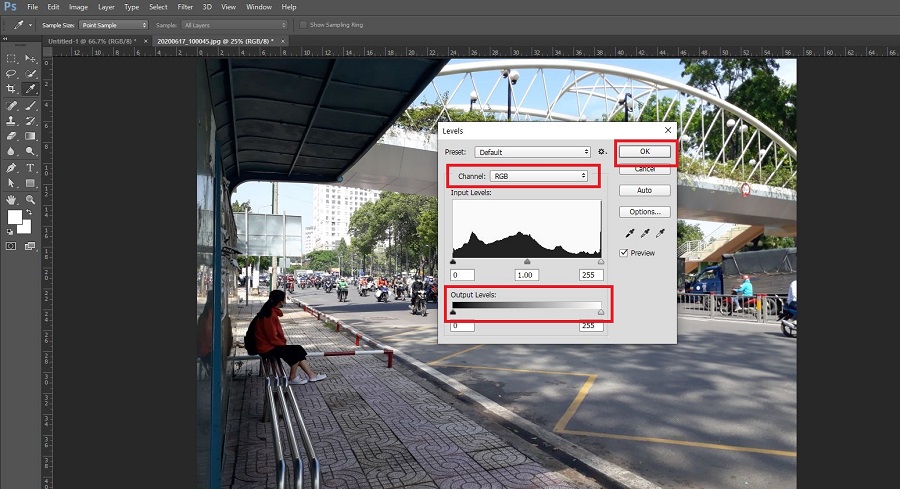 Ps File Edit Image Layer Type Select Filter 3D View Window Help
Sample Size: Point Sample Sample: All Layers Show Sampling Ring
Untitled-1 @ 66.7% (RGB/8) * × 20200617_100045.jpg @ 25% (RGB/8) * ×
Levels
Preset: Default
OK
Channel: RGB
Cancel
Input Levels:
Auto
Options...
Preview
0 1.00 255
Output Levels:
0 255